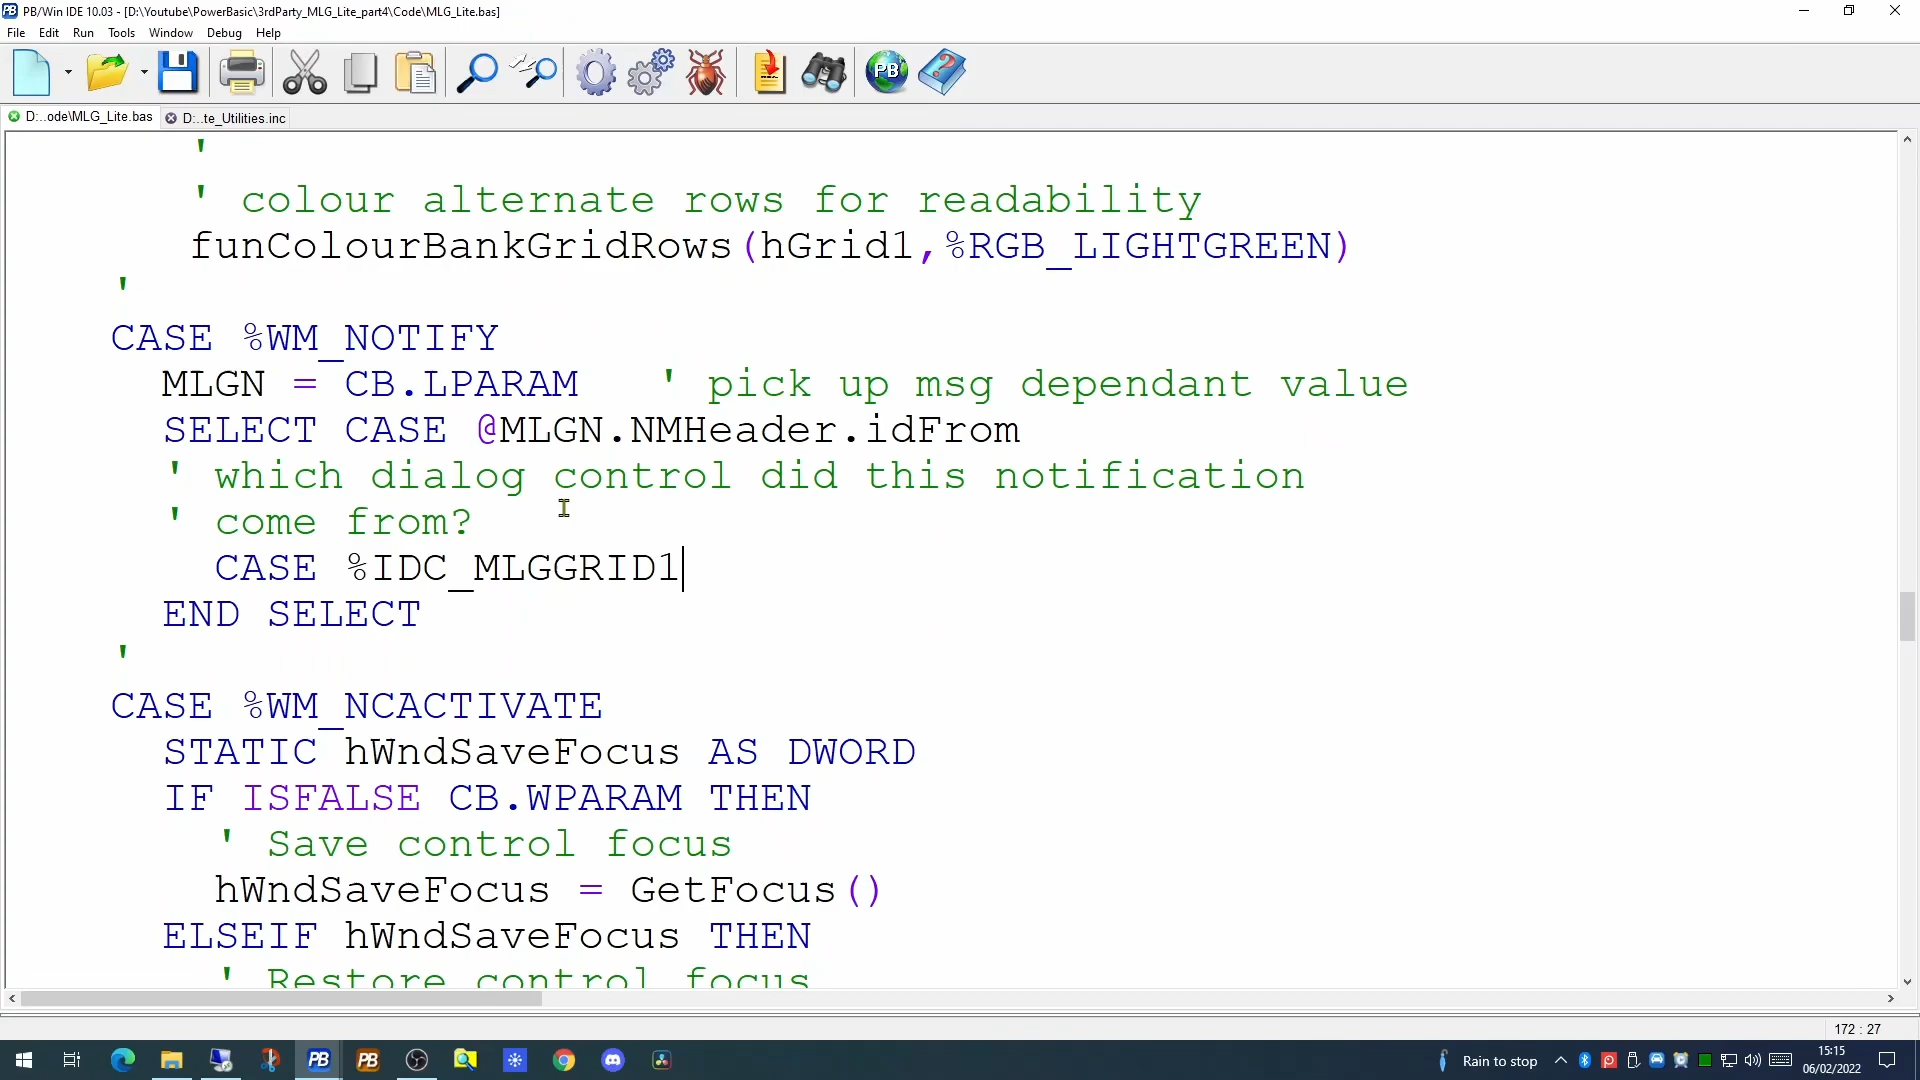 PB/Win IDE 10.03 - [D:\Youtube\PowerBasic\3rdParty_MLG_Lite_part4\Code\MLG_Lite.bas]
File Edit Run Tools Window Debug Help
PB
D:..ode\MLG_Lite.bas D:..te_Utilities.inc
'
' colour alternate rows for readability
funColourBankGridRows(hGrid1,%RGB_LIGHTGREEN)
'
CASE %WM_NOTIFY
MLGN = CB.LPARAM ' pick up msg dependant value
SELECT CASE @MLGN.NMHeader.idFrom
' which dialog control did this notification
' come from?
CASE %IDC_MLGGRID1
END SELECT
'
CASE %WM_NCACTIVATE
STATIC hWndSaveFocus AS DWORD
IF ISFALSE CB.WPARAM THEN
' Save control focus
hWndSaveFocus = GetFocus()
ELSEIF hWndSaveFocus THEN
' Restore control focus
172 : 27
PB PB Rain to stop 15:15
06/02/2022